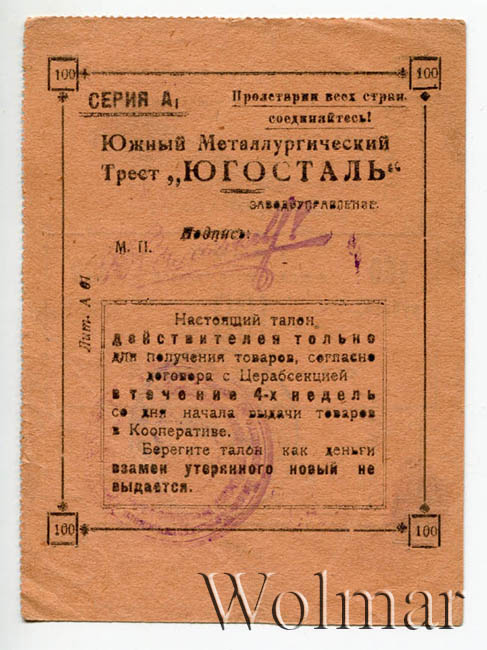 100 100
СЕРИЯ А₁
Пролетарии всех стран,
соединяйтесь!
Южный Металлургический
Трест „ЮГОСТАЛЬ“
ЗАВОДОУПРАВЛЕНИЕ.
Подпись:
М. П.
Лит. А 01
Настоящий талон,
действителен только
для получения товаров, согласно
договора с Церабсекцией
в течение 4-х недель
со дня начала выдачи товаров
в Кооперативе.
Берегите талон как деньги
взамен утерянного новый не
выдается.
100 100
Wolmar